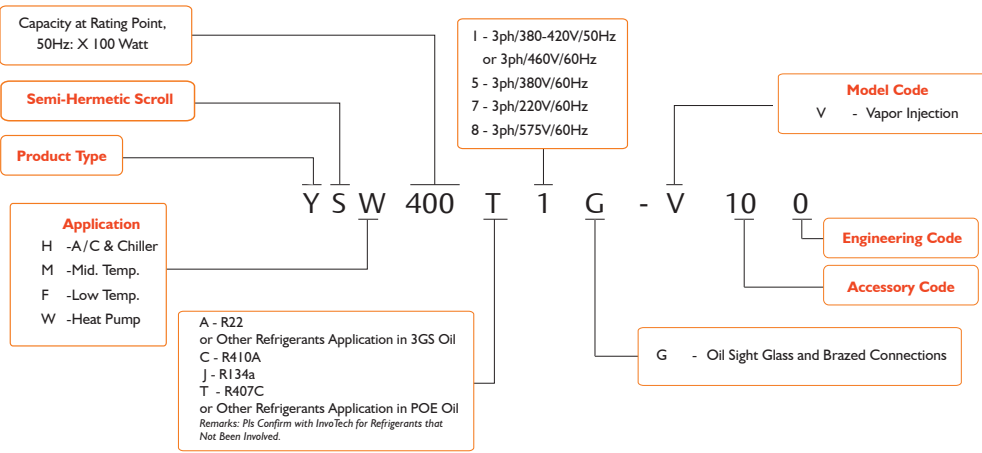 Capacity at Rating Point,
50Hz: X 100 Watt
Semi-Hermetic Scroll
Product Type
1 - 3ph/380-420V/50Hz
or 3ph/460V/60Hz
5 - 3ph/380V/60Hz
7 - 3ph/220V/60Hz
8 - 3ph/575V/60Hz
Model Code
V - Vapor Injection
Y S W 400 T 1 G - V 10 0
Application
H -A/C & Chiller
M -Mid. Temp.
F -Low Temp.
W -Heat Pump
Engineering Code
Accessory Code
A - R22
or Other Refrigerants Application in 3GS Oil
C - R410A
J - R134a
T - R407C
or Other Refrigerants Application in POE Oil
Remarks: Pls Confirm with InvoTech for Refrigerants that
Not Been Involved.
G - Oil Sight Glass and Brazed Connections